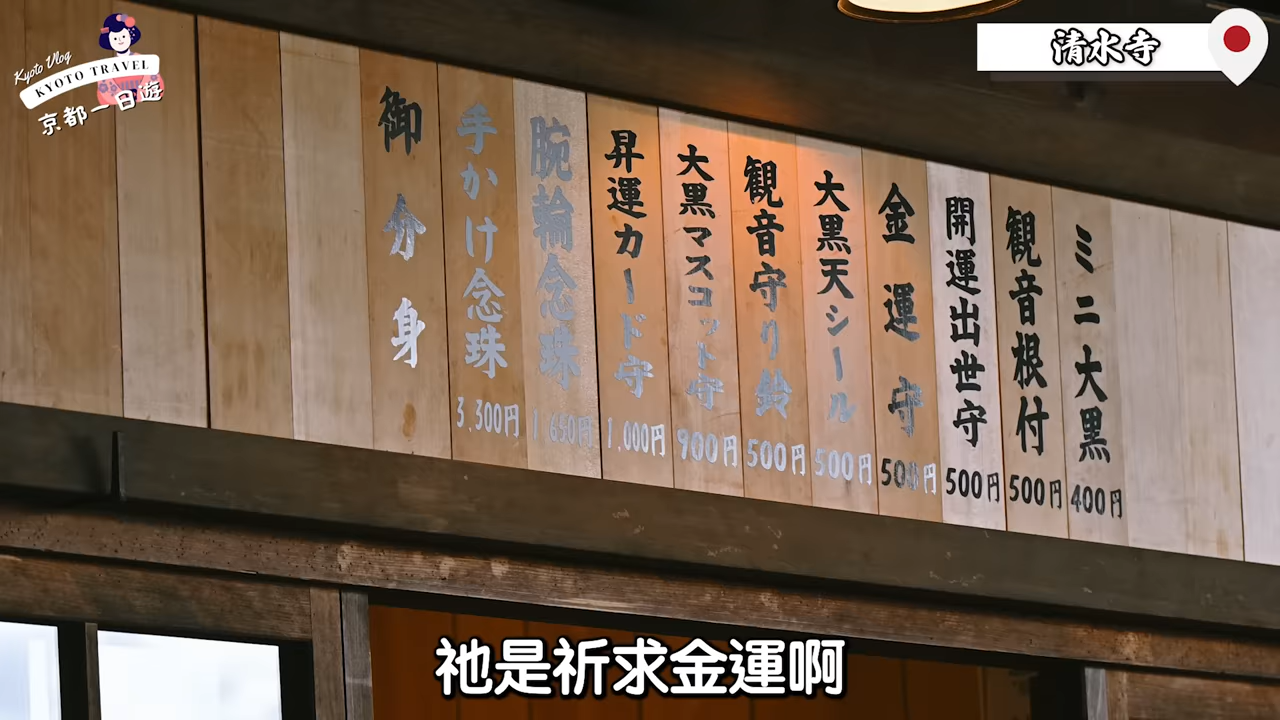 Kyoto Vlog
KYOTO TRAVEL
京都一日遊
清水寺
ミニ大黒 400円
観音根付 500円
開運出世守 500円
金運守 500円
大黒天シール 500円
観音守り鈴 500円
大黒マスコット守 900円
昇運カード守 1,000円
腕輪念珠 1,650円
手かけ念珠 3,300円
御分身
祂是祈求金運啊